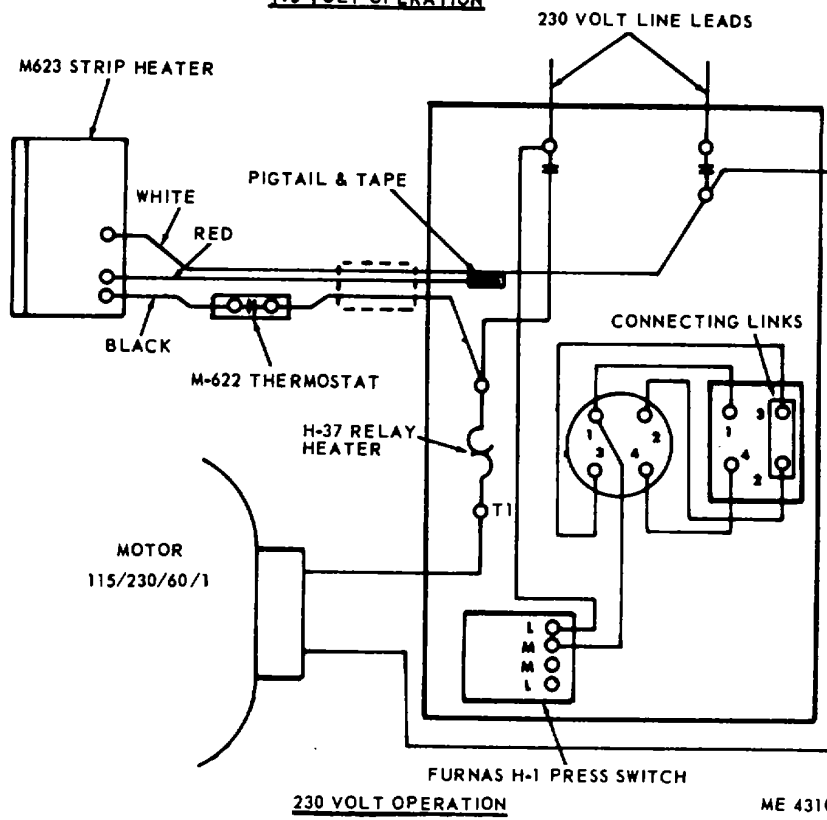 230 VOLT LINE LEADS
M623 STRIP HEATER
PIGTAIL & TAPE
WHITE
RED
BLACK
M-622 THERMOSTAT
CONNECTING LINKS
H-37 RELAY
HEATER
1
2
3
4
1
3
4
2
T1
MOTOR
115/230/60/1
L
M
M
L
FURNAS H-1 PRESS SWITCH
230 VOLT OPERATION
ME 431